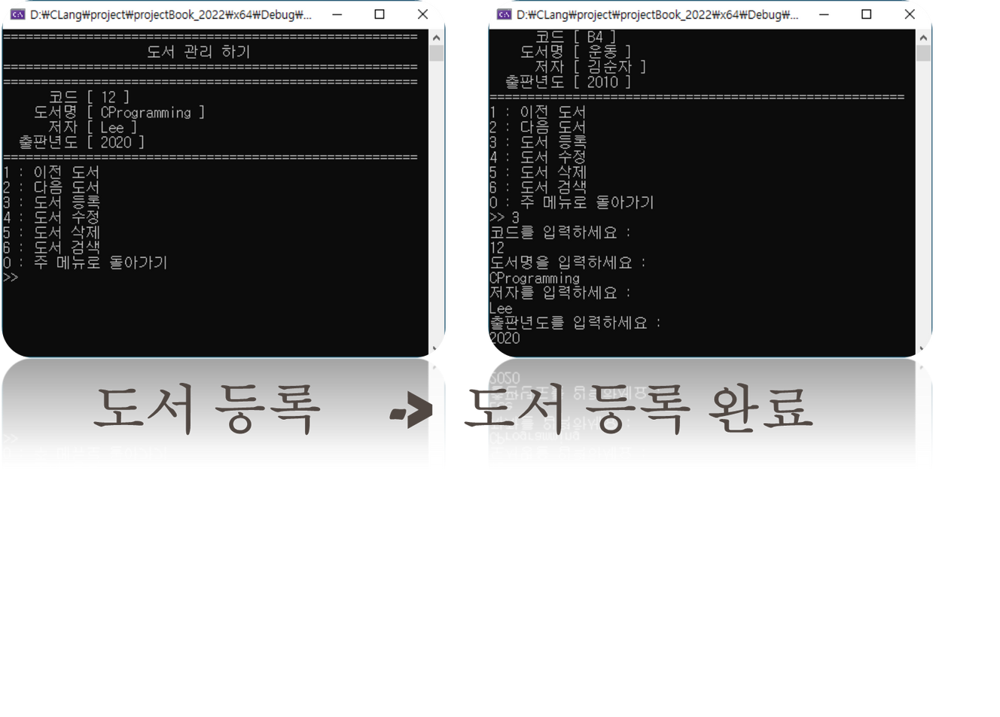 D:₩CLang₩project₩projectBook_2022₩x64₩Debug₩...
====================================================
도서 관리 하기
====================================================
====================================================
코드 [ 12 ]
도서명 [ CProgramming ]
저자 [ Lee ]
출판년도 [ 2020 ]
====================================================
1 : 이전 도서
2 : 다음 도서
3 : 도서 등록
4 : 도서 수정
5 : 도서 삭제
6 : 도서 검색
0 : 주 메뉴로 돌아가기
>>
D:₩CLang₩project₩projectBook_2022₩x64₩Debug₩...
코드 [ B4 ]
도서명 [ 운동 ]
저자 [ 김순자 ]
출판년도 [ 2010 ]
====================================================
1 : 이전 도서
2 : 다음 도서
3 : 도서 등록
4 : 도서 수정
5 : 도서 삭제
6 : 도서 검색
0 : 주 메뉴로 돌아가기
>> 3
코드를 입력하세요 :
12
도서명을 입력하세요 :
CProgramming
저자를 입력하세요 :
Lee
출판년도를 입력하세요 :
2020
도서 등록 -> 도서 등록 완료